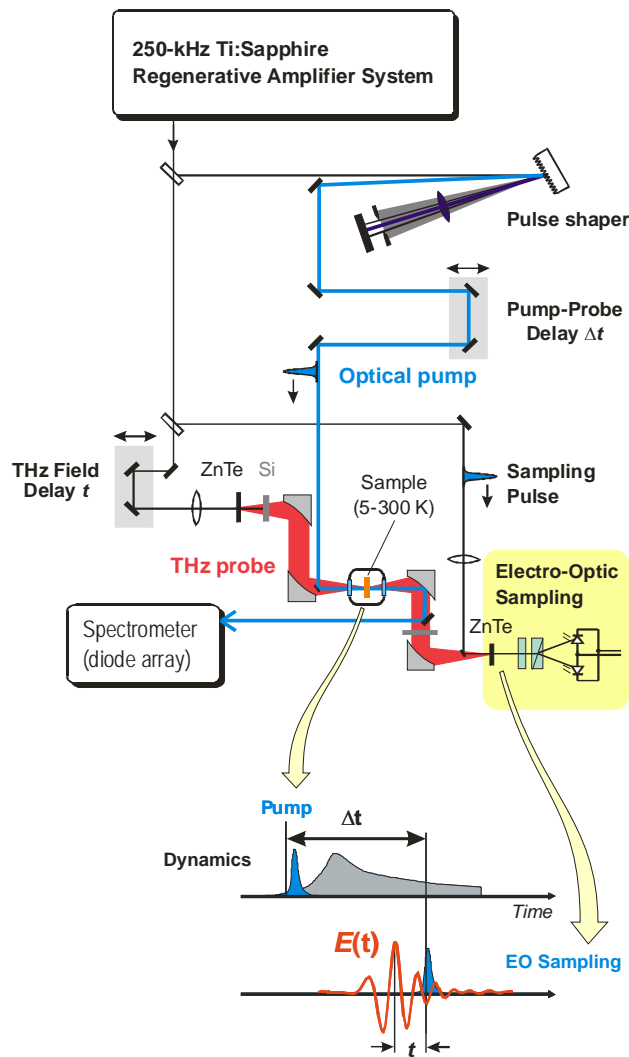 250-kHz Ti:Sapphire
Regenerative Amplifier System
Pulse shaper
Pump-Probe
Delay Δt
Optical pump
THz Field
Delay t
ZnTe
Si
Sample
(5-300 K)
Sampling
Pulse
THz probe
Electro-Optic
Sampling
ZnTe
Spectrometer
(diode array)
Pump
Δt
Dynamics
Time
E(t)
EO Sampling
t